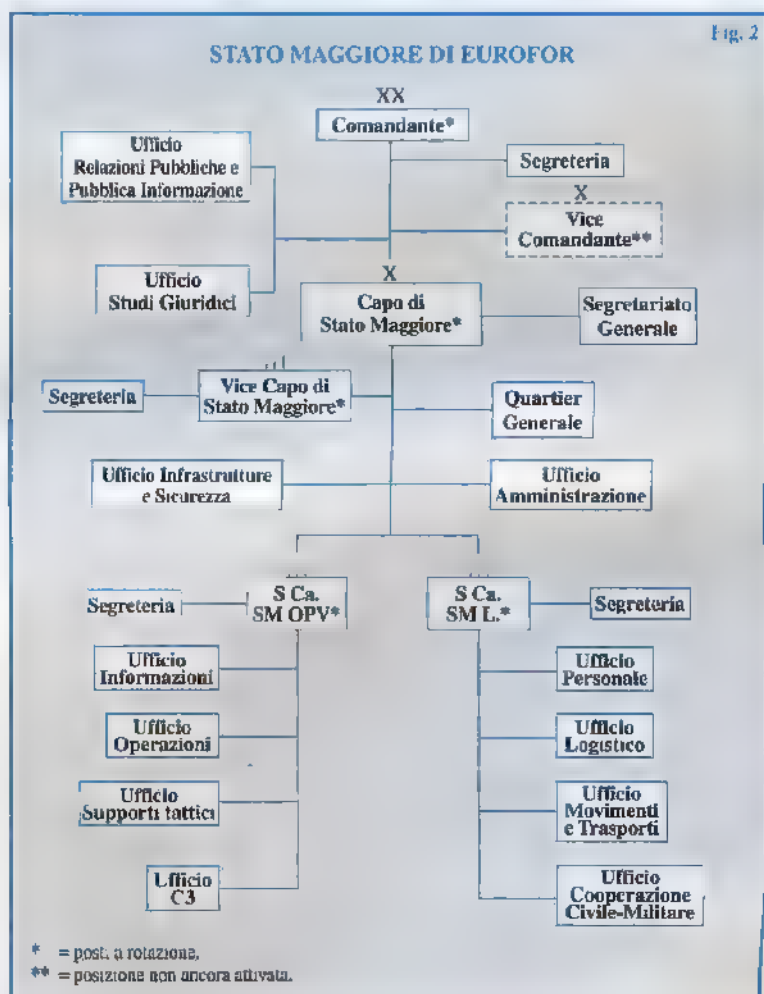 Fig. 2
STATO MAGGIORE DI EUROFOR
XX
Comandante*
Ufficio
Relazioni Pubbliche e
Pubblica Informazione
Segreteria
X
Vice
Comandante**
Ufficio
Studi Giuridici
X
Capo di
Stato Maggiore*
Segretariato
Generale
Segreteria
Vice Capo di
Stato Maggiore*
Quartier
Generale
Ufficio Infrastrutture
e Sicurezza
Ufficio
Amministrazione
Segreteria
S Ca.
SM OPV*
S Ca.
SM L.*
Segreteria
Ufficio
Informazioni
Ufficio
Personale
Ufficio
Operazioni
Ufficio
Logistico
Ufficio
Supporti tattici
Ufficio
Movimenti
e Trasporti
Ufficio
C3
Ufficio
Cooperazione
Civile-Militare
* = posti a rotazione,
** = posizione non ancora attivata.